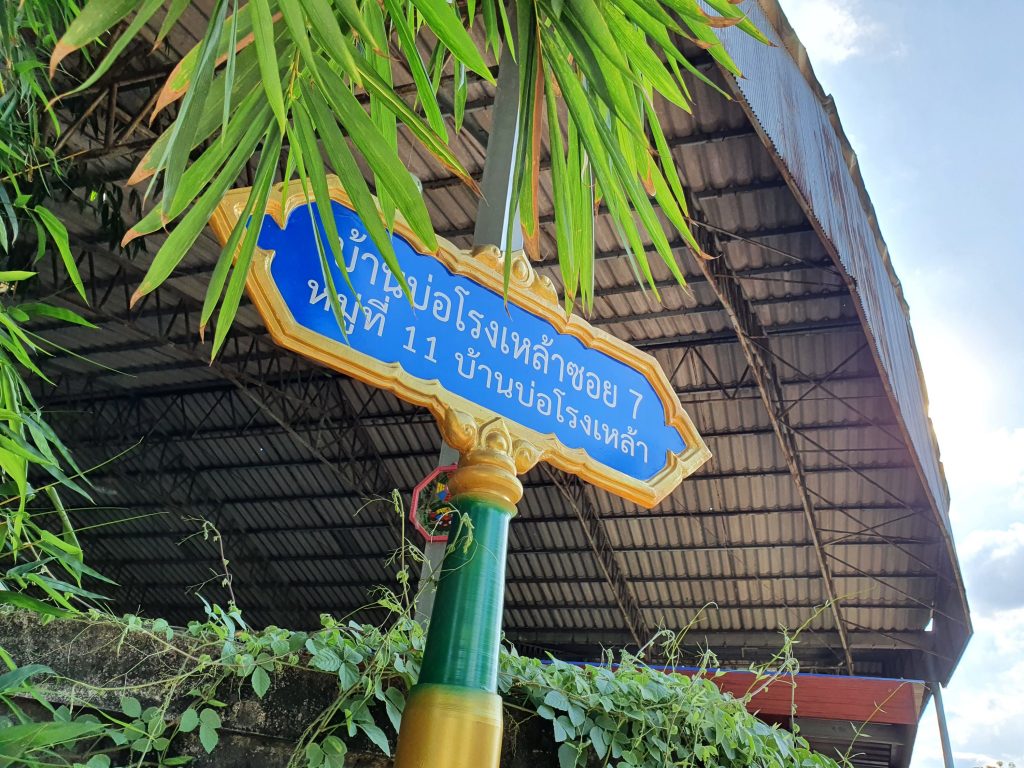 บ้านบ่อโรงเหล้าซอย 7
หมู่ที่ 11 บ้านบ่อโรงเหล้า